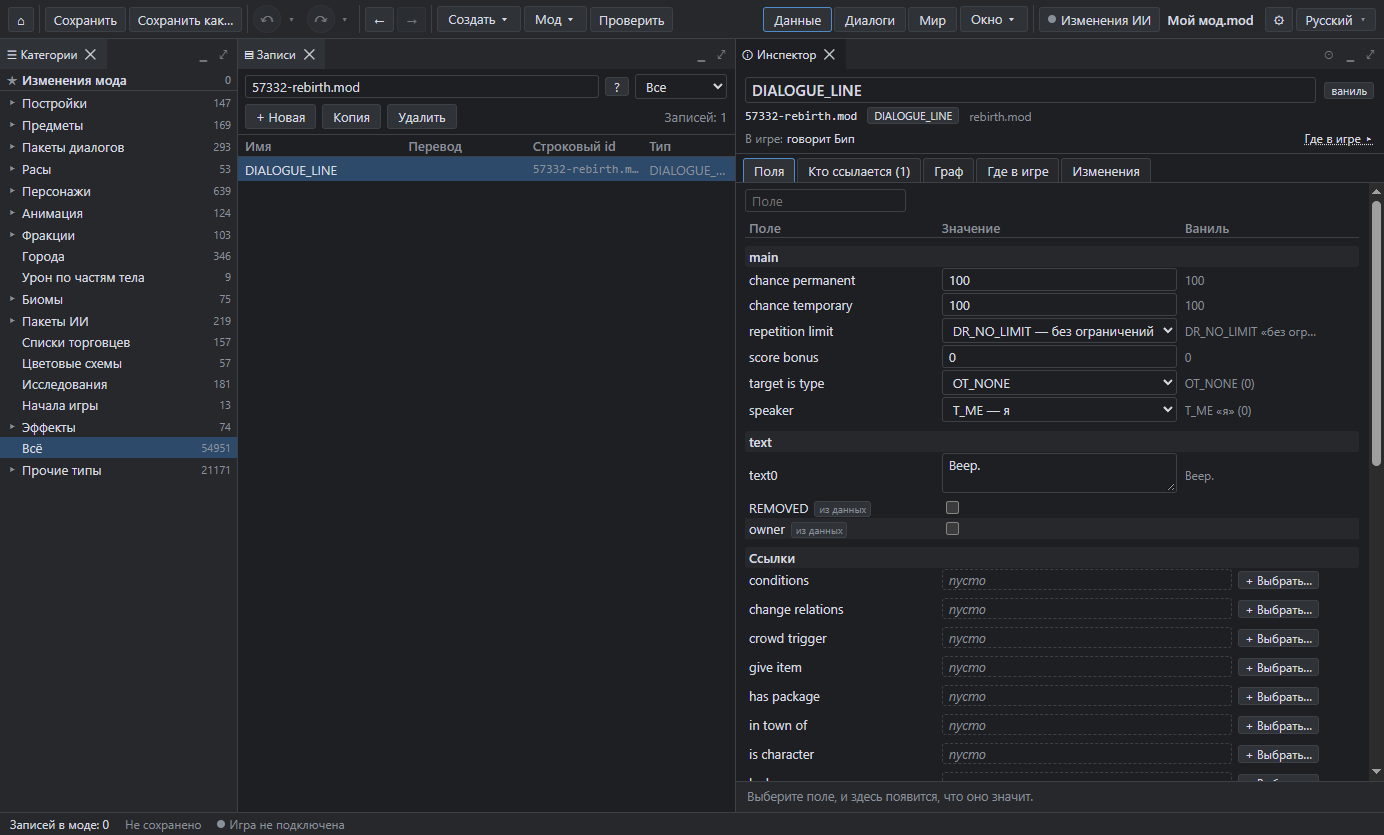 Сохранить Сохранить как... Создать Мод Проверить Данные Диалоги Мир Окно Изменения ИИ Мой мод.mod Русский
Категории
Изменения мода 0
Постройки 147
Предметы 169
Пакеты диалогов 293
Расы 53
Персонажи 639
Анимация 124
Фракции 103
Города 346
Урон по частям тела 9
Биомы 75
Пакеты ИИ 219
Списки торговцев 157
Цветовые схемы 57
Исследования 181
Начала игры 13
Эффекты 74
Всё 54951
Прочие типы 21171
Записи
57332-rebirth.mod ? Все
+ Новая Копия Удалить Записей: 1
Имя Перевод Строковый id Тип
DIALOGUE_LINE 57332-rebirth.m... DIALOGUE_...
Инспектор
DIALOGUE_LINE ваниль
57332-rebirth.mod DIALOGUE_LINE rebirth.mod
В игре: говорит Бип Где в игре
Поля Кто ссылается (1) Граф Где в игре Изменения
Поле
Поле Значение Ваниль
main
chance permanent 100 100
chance temporary 100 100
repetition limit DR_NO_LIMIT — без ограничений DR_NO_LIMIT «без огр...
score bonus 0 0
target is type OT_NONE OT_NONE (0)
speaker T_ME — я T_ME «я» (0)
text
text0 Beep. Beep.
REMOVED из данных
owner из данных
Ссылки
conditions пусто + Выбрать...
change relations пусто + Выбрать...
crowd trigger пусто + Выбрать...
give item пусто + Выбрать...
has package пусто + Выбрать...
in town of пусто + Выбрать...
is character пусто + Выбрать...
Выберите поле, и здесь появится, что оно значит.
Записей в моде: 0 Не сохранено Игра не подключена